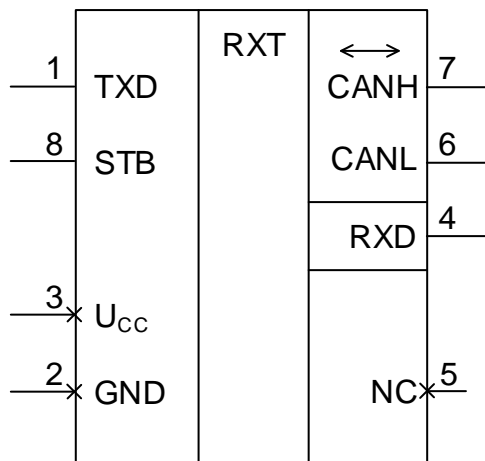 RXT
1 TXD
CANH 7
8 STB
CANL 6
RXD 4
3 UCC
2 GND
NC 5